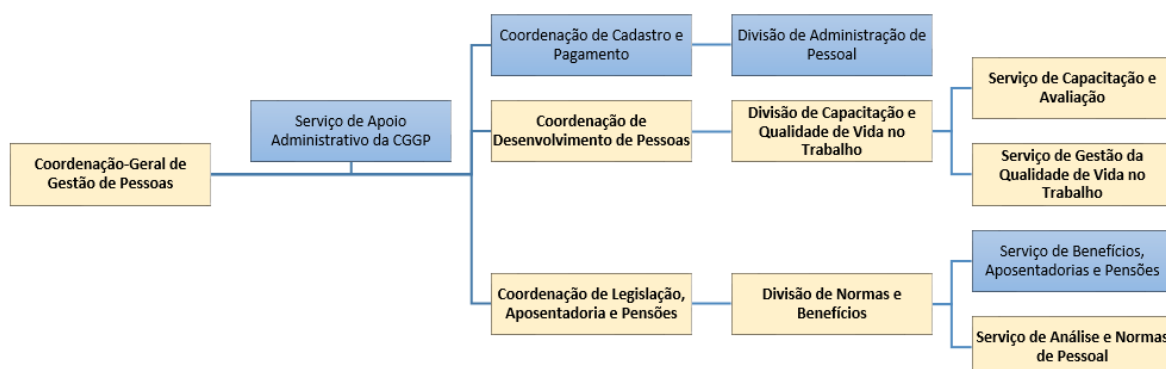 Coordenação-Geral de
Gestão de Pessoas
Serviço de Apoio
Administrativo da CGGP
Coordenação de Cadastro e
Pagamento
Divisão de Administração de
Pessoal
Coordenação de
Desenvolvimento de Pessoas
Divisão de Capacitação e
Qualidade de Vida no
Trabalho
Serviço de Capacitação e
Avaliação
Serviço de Gestão da
Qualidade de Vida no
Trabalho
Coordenação de Legislação,
Aposentadoria e Pensões
Divisão de Normas e
Benefícios
Serviço de Benefícios,
Aposentadorias e Pensões
Serviço de Análise e Normas
de Pessoal